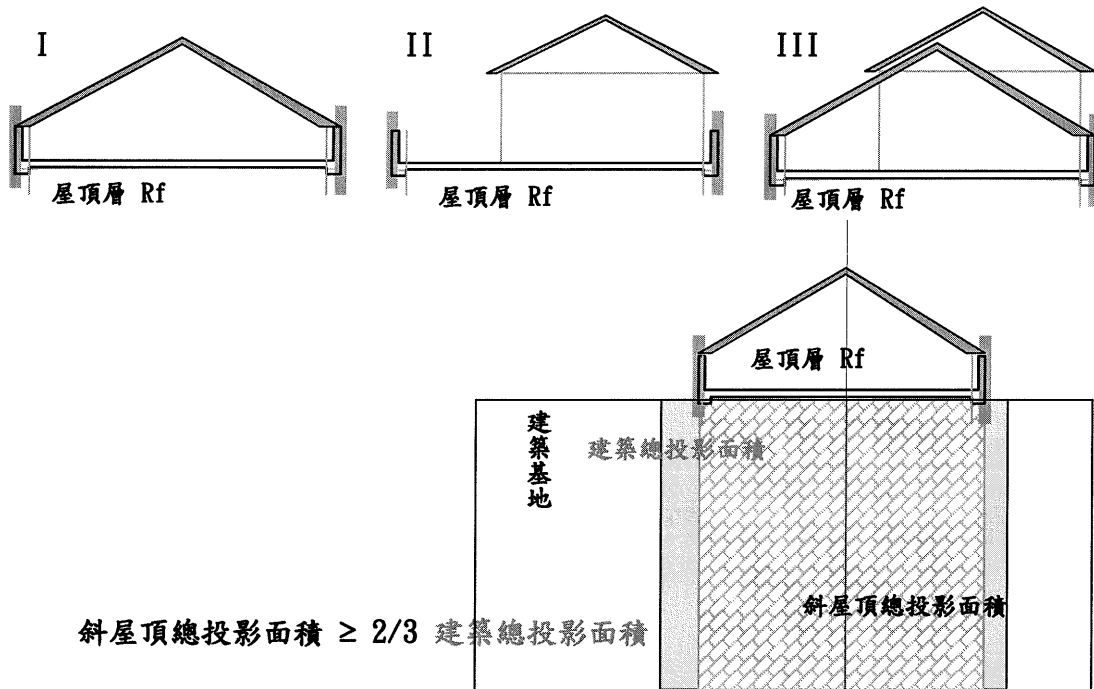 I
II
III
屋頂層 Rf
屋頂層 Rf
屋頂層 Rf
屋頂層 Rf
建築基地
建築總投影面積
斜屋頂總投影面積
斜屋頂總投影面積 ≥ 2/3 建築總投影面積